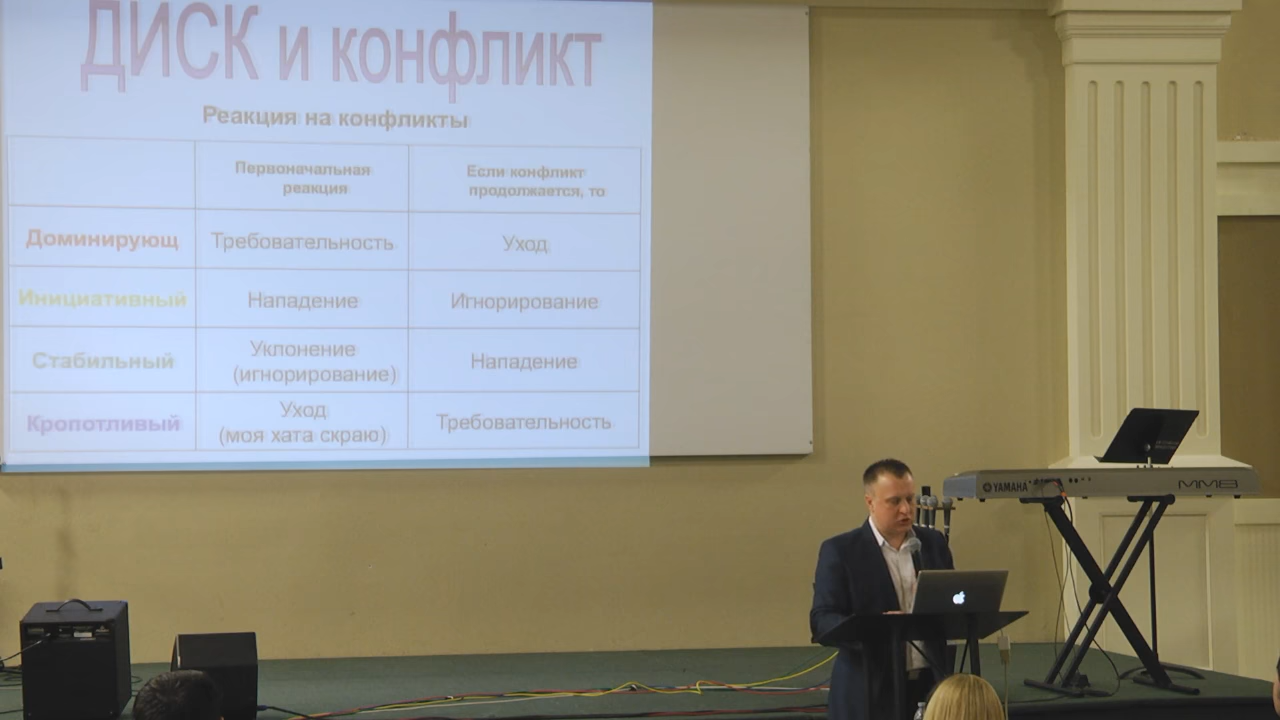 ДИСК и конфликт
Реакция на конфликты
Первоначальная
реакция
Если конфликт
продолжается, то
Доминирующ
Требовательность
Уход
Инициативный
Нападение
Игнорирование
Стабильный
Уклонение
(игнорирование)
Нападение
Кропотливый
Уход
(моя хата скраю)
Требовательность
YAMAHA
MM8